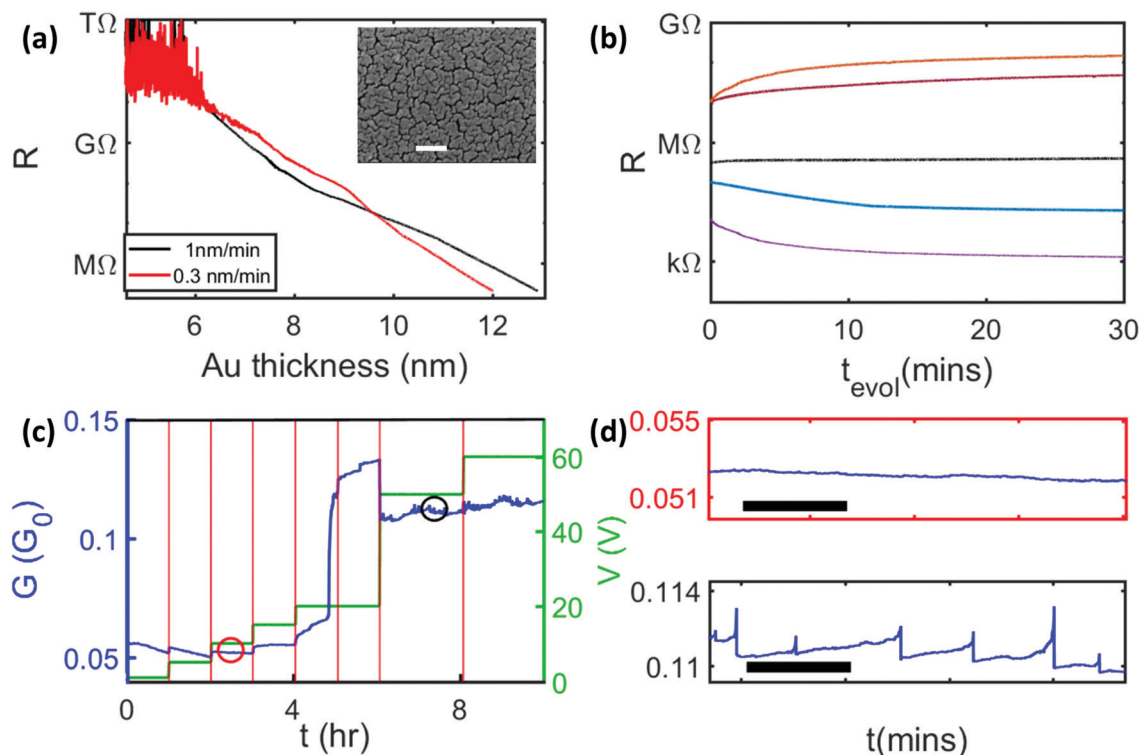 (a)
TΩ
GΩ
MΩ
R
1nm/min
0.3 nm/min
6
8
10
12
Au thickness (nm)
(b)
GΩ
MΩ
kΩ
R
0
10
20
30
t_evol(mins)
(c)
0.15
0.1
0.05
G (G_0)
60
40
20
0
V (V)
0
4
8
t (hr)
(d)
0.055
0.051
0.114
0.11
t(mins)